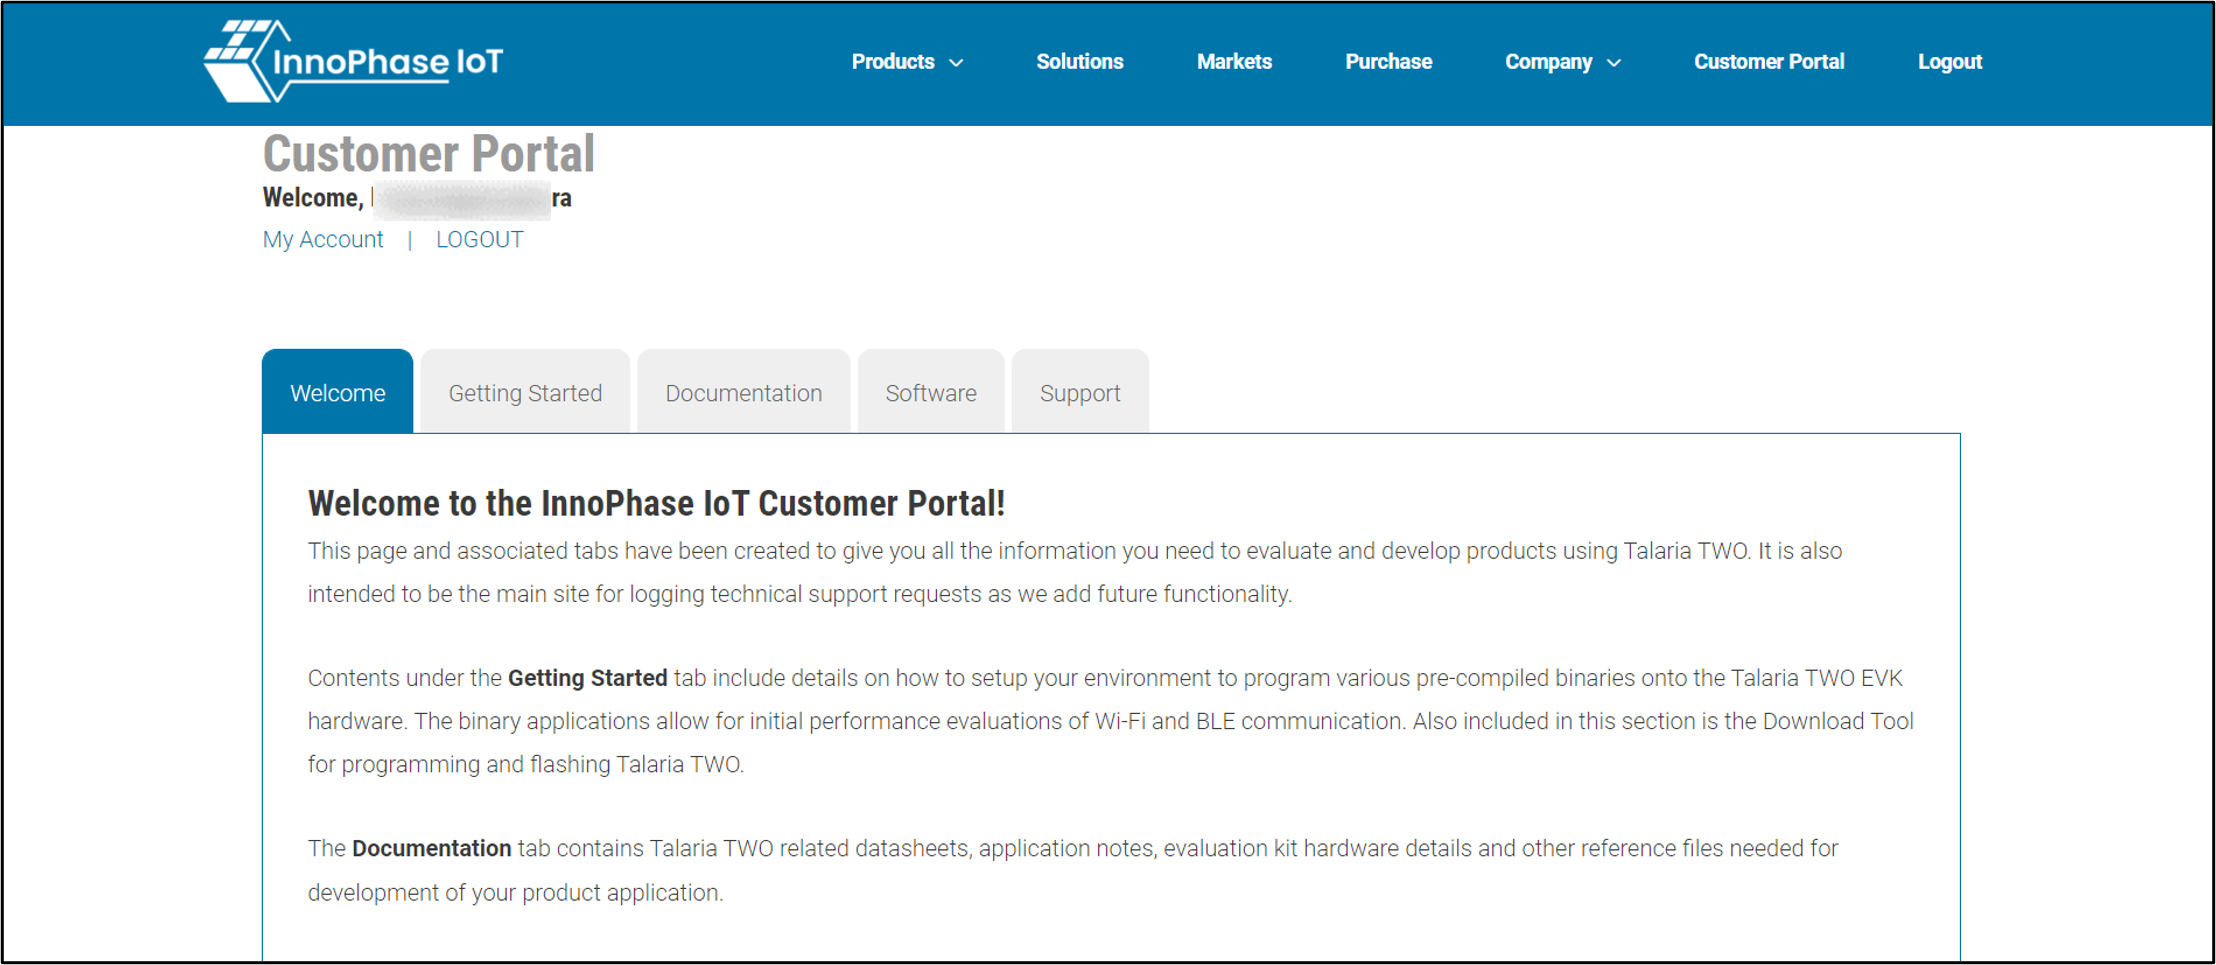 InnoPhase IoT
Products Solutions Markets Purchase Company Customer Portal Logout
Customer Portal
Welcome, ra
My Account | LOGOUT
Welcome Getting Started Documentation Software Support
Welcome to the InnoPhase IoT Customer Portal!
This page and associated tabs have been created to give you all the information you need to evaluate and develop products using Talaria TWO. It is also
intended to be the main site for logging technical support requests as we add future functionality.
Contents under the Getting Started tab include details on how to setup your environment to program various pre-compiled binaries onto the Talaria TWO EVK
hardware. The binary applications allow for initial performance evaluations of Wi-Fi and BLE communication. Also included in this section is the Download Tool
for programming and flashing Talaria TWO.
The Documentation tab contains Talaria TWO related datasheets, application notes, evaluation kit hardware details and other reference files needed for
development of your product application.